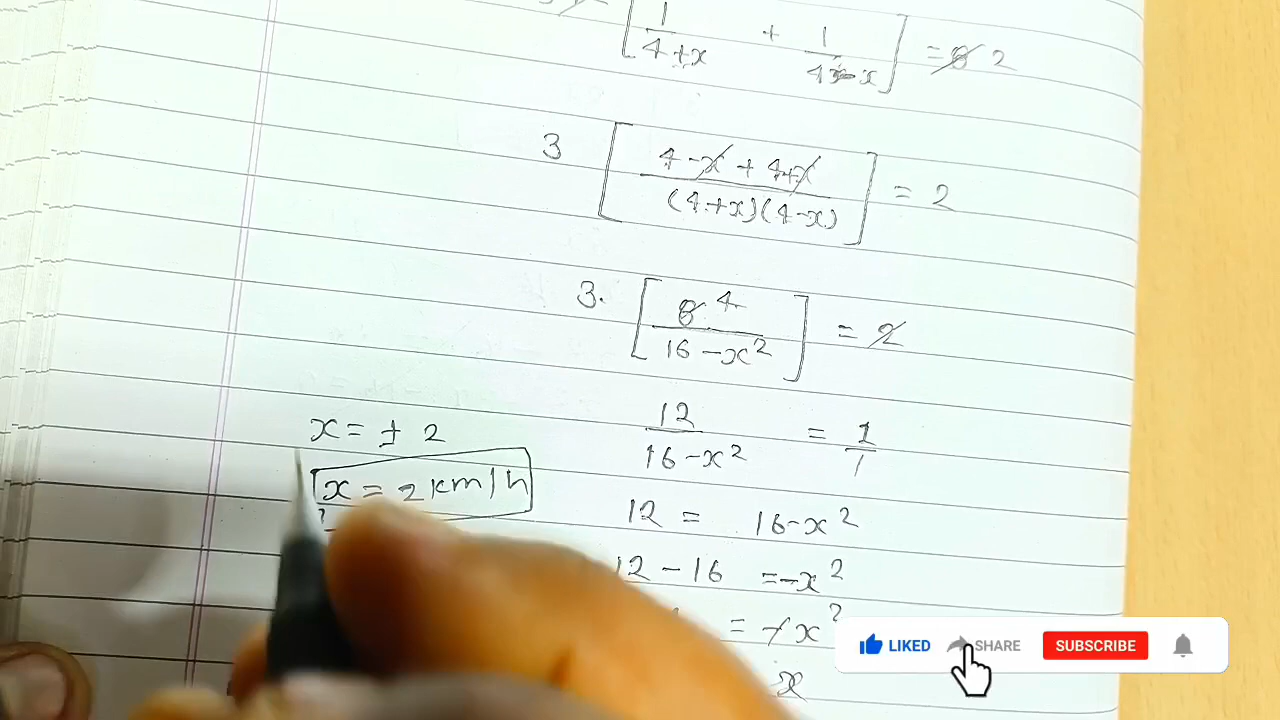 [ 1/(4+x) + 1/(4-x) ] = 8 2
3 [ (4-x + 4+x)/((4+x)(4-x)) ] = 2
3. [ 8 4/(16-x²) ] = 2
12/(16-x²) = 1/1
x = ± 2
x = 2 km/h
12 = 16-x²
12-16 = -x²
= -x²
x
LIKED SHARE SUBSCRIBE